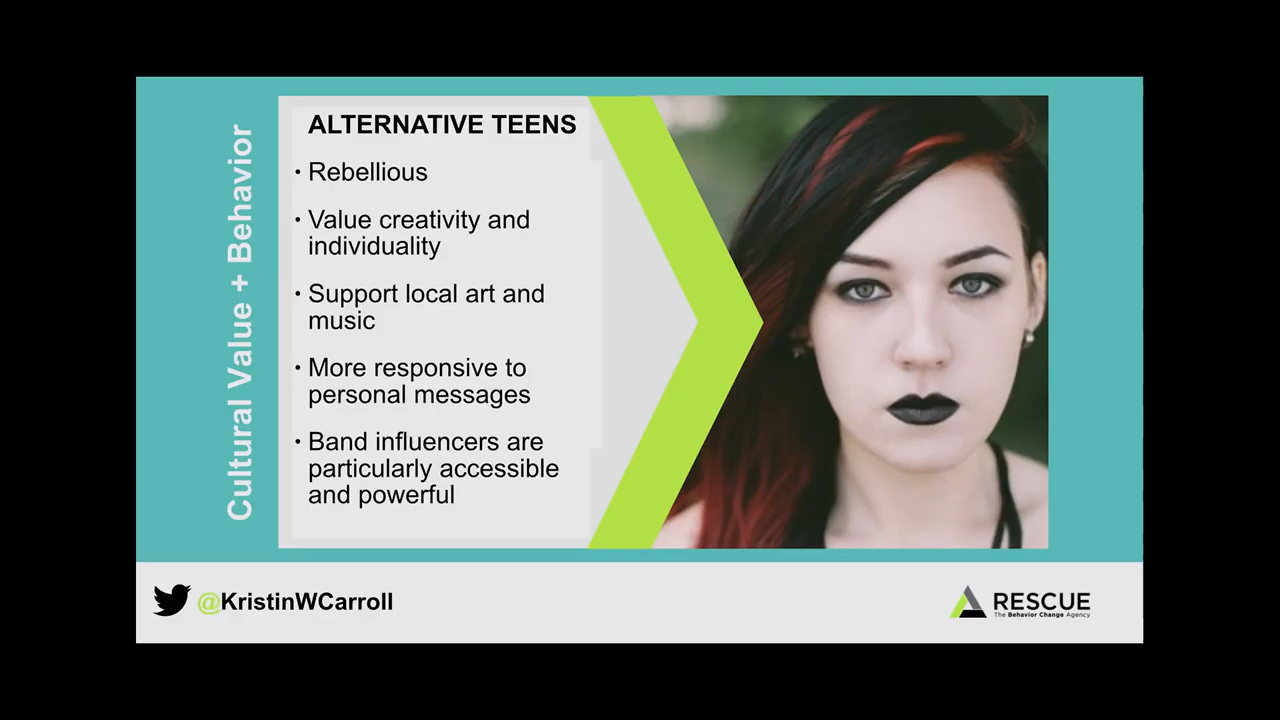 Cultural Value + Behavior
ALTERNATIVE TEENS
• Rebellious
• Value creativity and
individuality
• Support local art and
music
• More responsive to
personal messages
• Band influencers are
particularly accessible
and powerful
@KristinWCarroll
RESCUE
The Behavior Change Agency